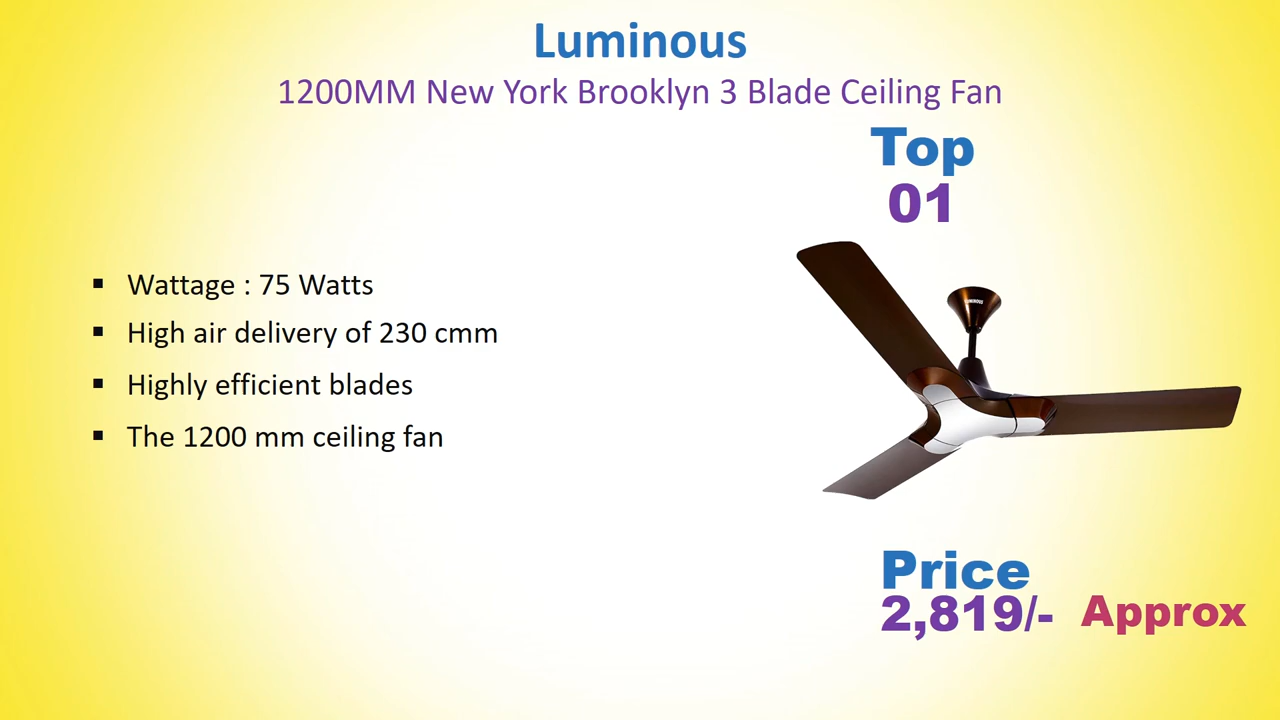 Luminous
1200MM New York Brooklyn 3 Blade Ceiling Fan
Top
01
▪ Wattage : 75 Watts
▪ High air delivery of 230 cmm
▪ Highly efficient blades
▪ The 1200 mm ceiling fan
LUMINOUS
Price
2,819/- Approx